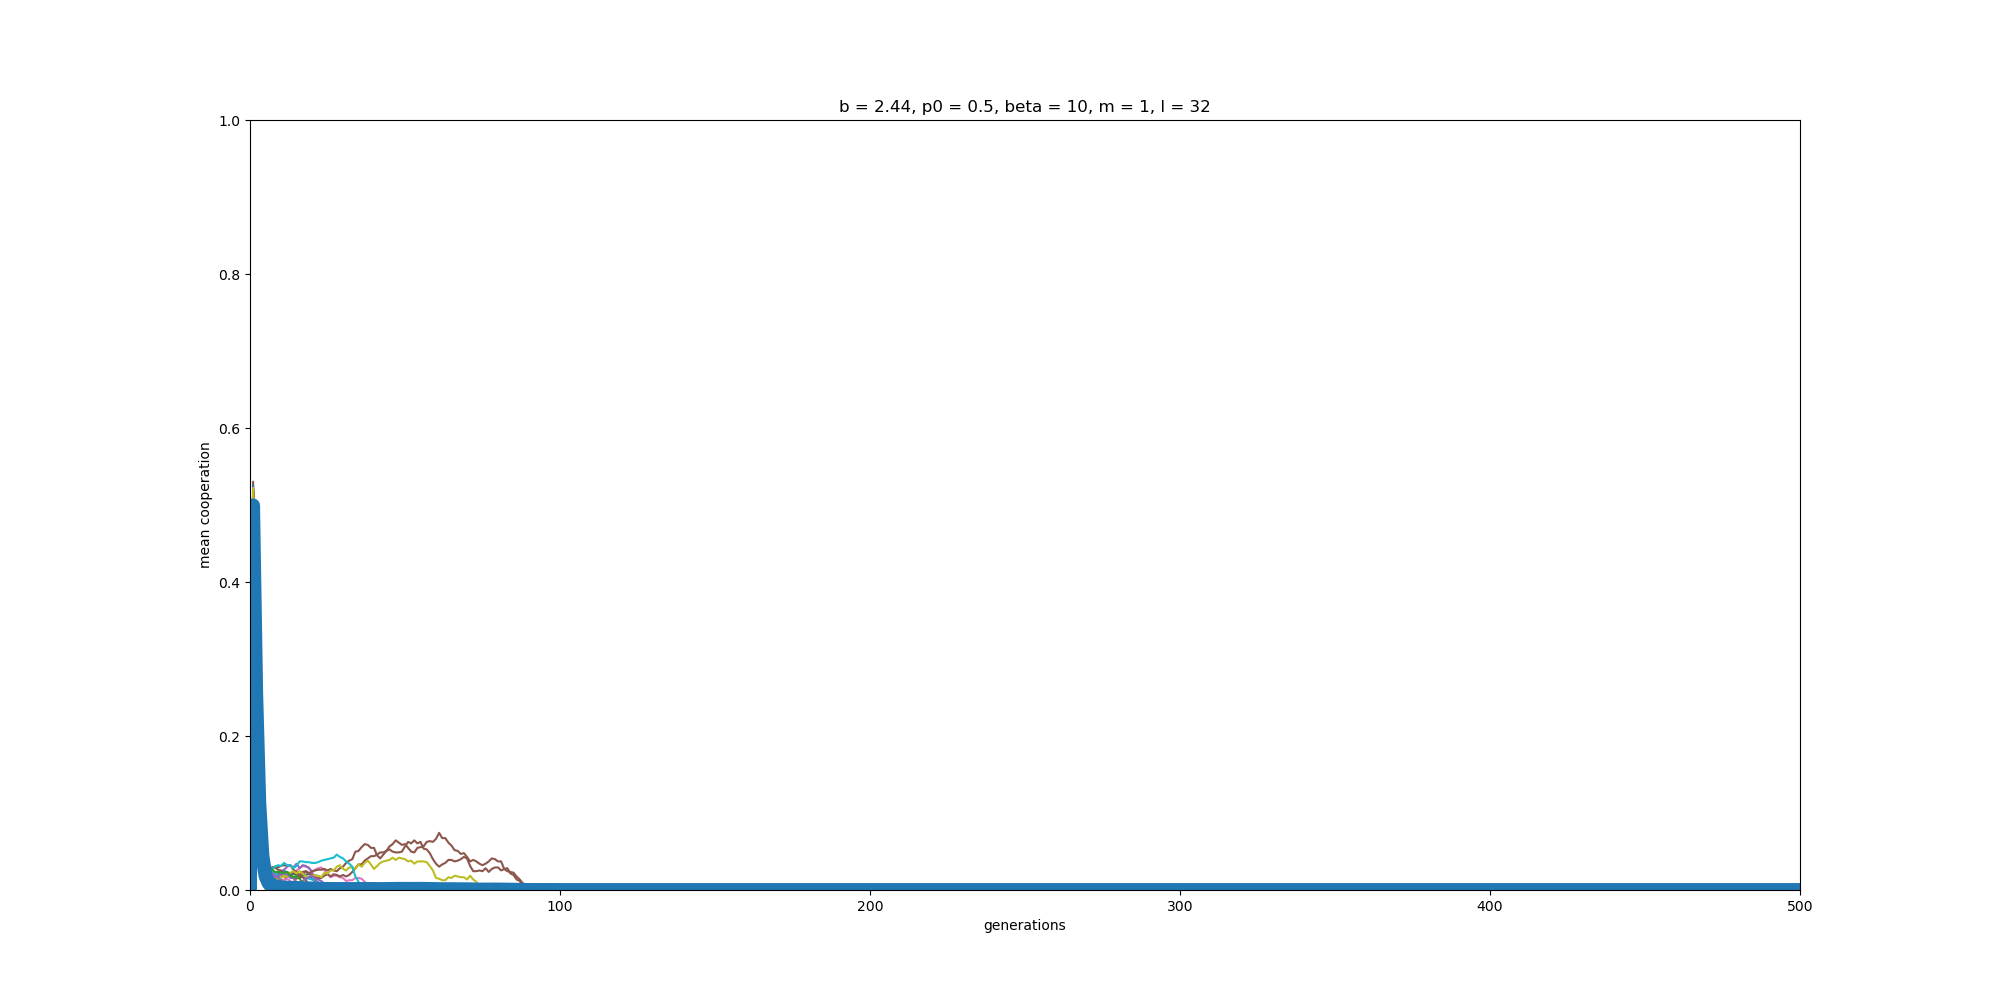 b = 2.44, p0 = 0.5, beta = 10, m = 1, l = 32
1.0
0.8
0.6
0.4
0.2
0.0
mean cooperation
0 100 200 300 400 500
generations